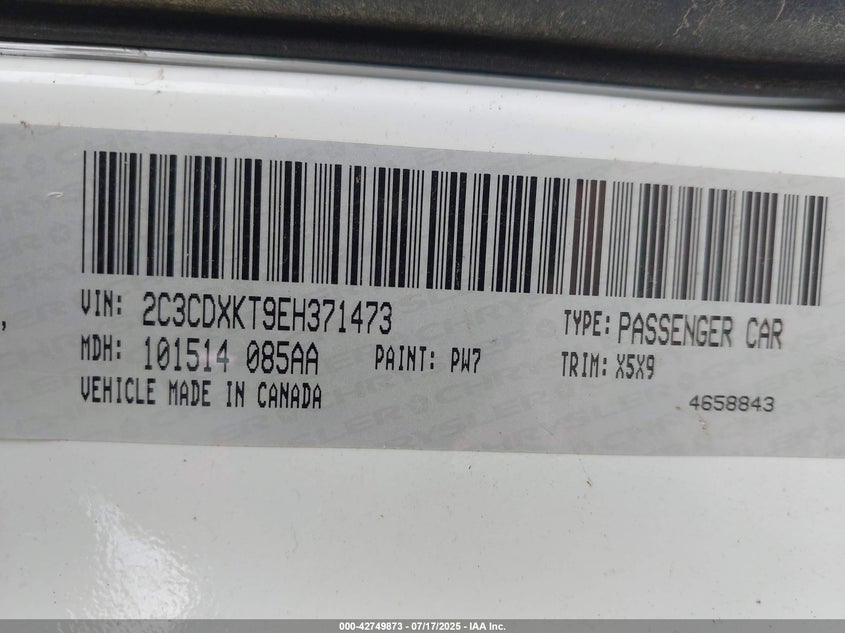 VIN: 2C3CDXKT9EH371473 TYPE: PASSENGER CAR
MDH: 101514 085AA PAINT: PW7 TRIM: X5X9
VEHICLE MADE IN CANADA 4658843
000-42749873 - 07/17/2025 - IAA Inc.